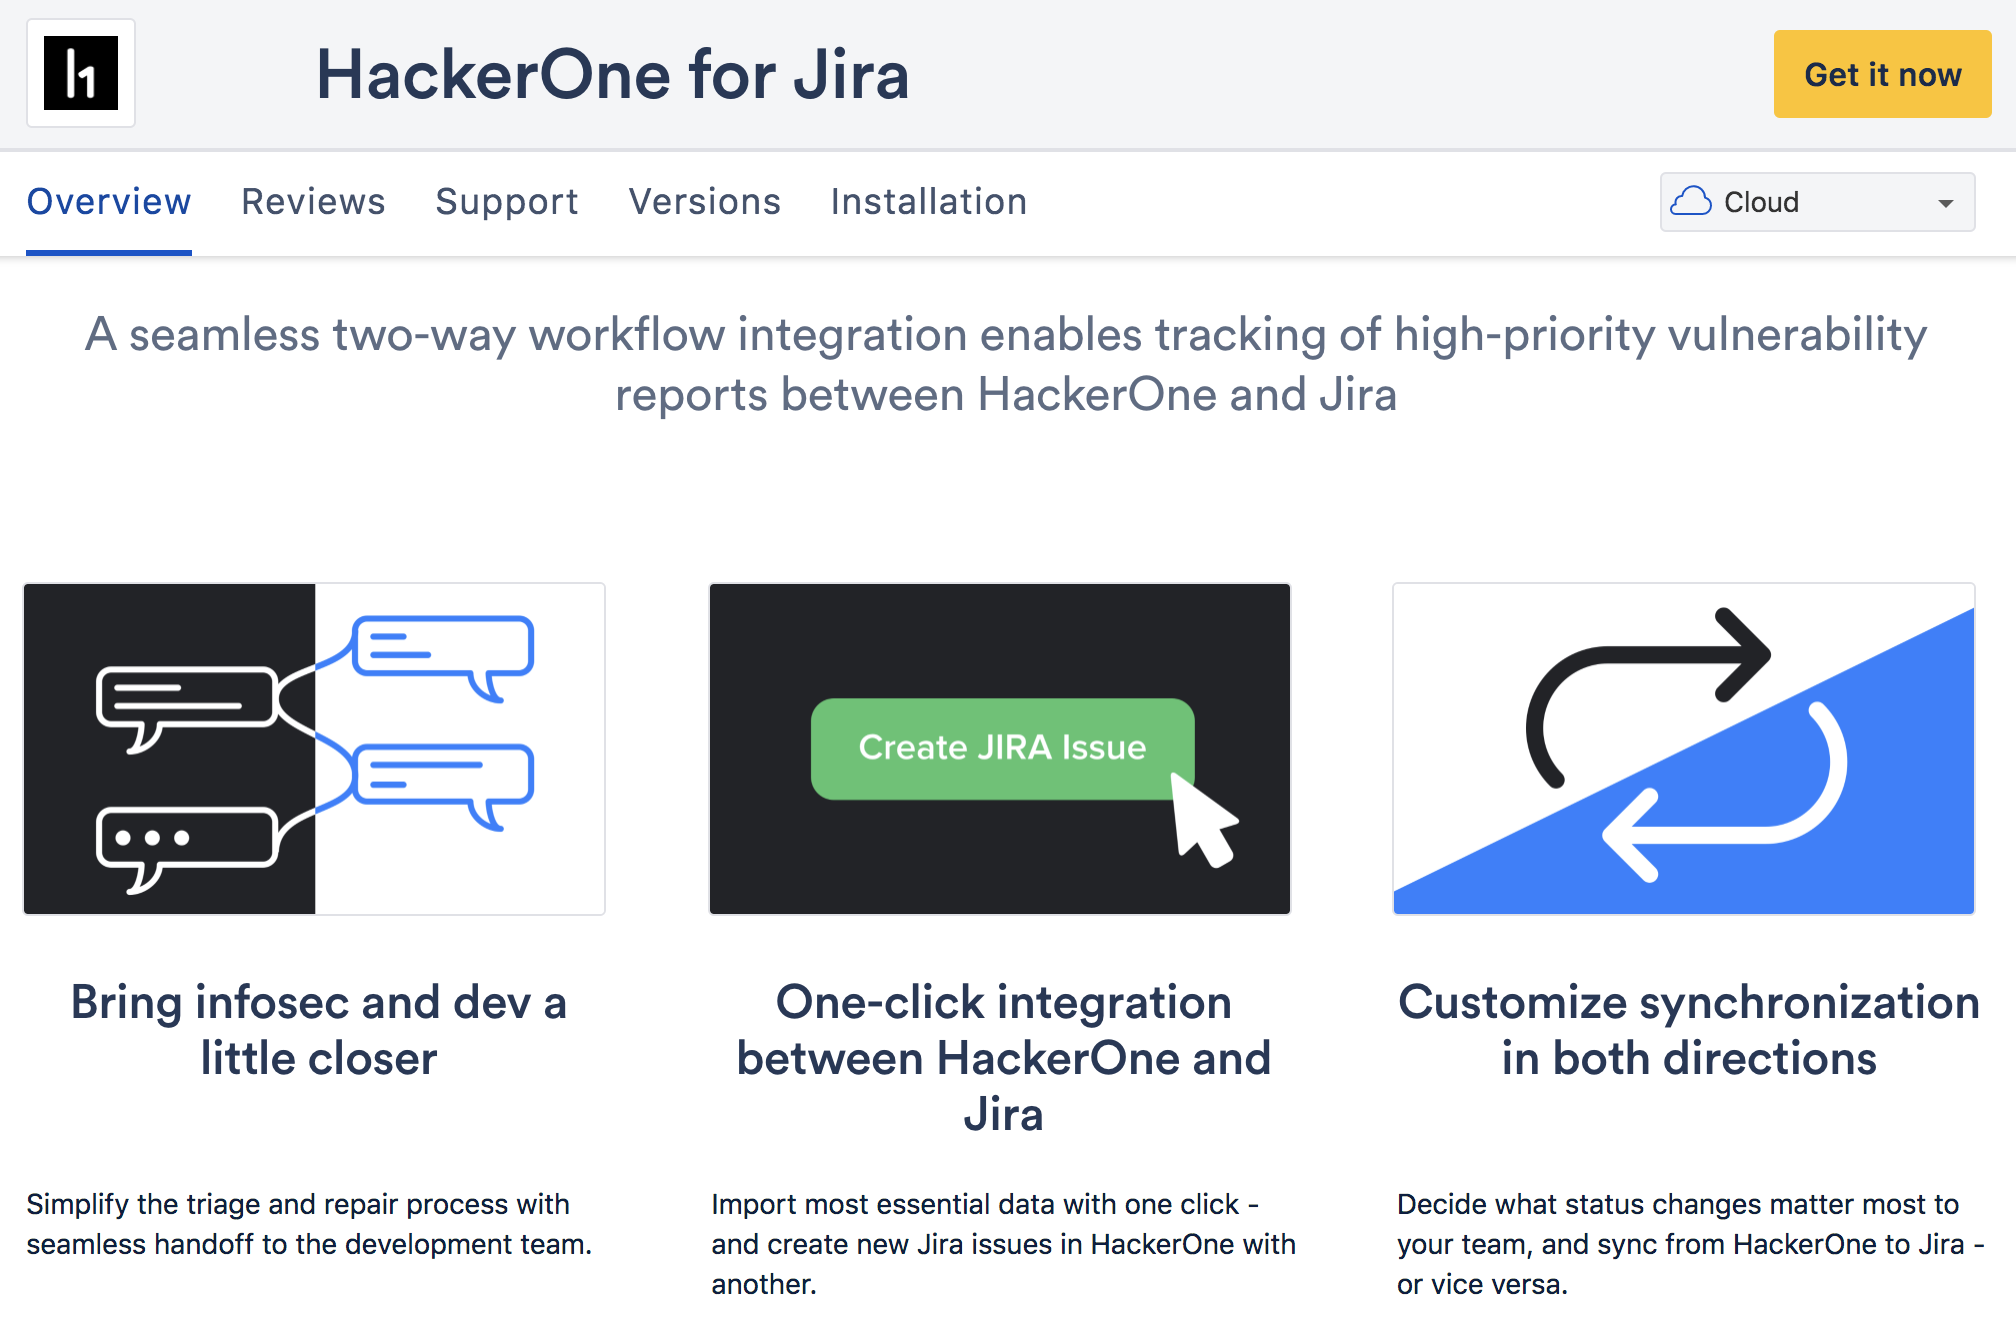 h1
HackerOne for Jira
Get it now
Overview Reviews Support Versions Installation
Cloud
A seamless two-way workflow integration enables tracking of high-priority vulnerability
reports between HackerOne and Jira
Create JIRA Issue
Bring infosec and dev a
little closer
Simplify the triage and repair process with
seamless handoff to the development team.
One-click integration
between HackerOne and
Jira
Import most essential data with one click -
and create new Jira issues in HackerOne with
another.
Customize synchronization
in both directions
Decide what status changes matter most to
your team, and sync from HackerOne to Jira -
or vice versa.